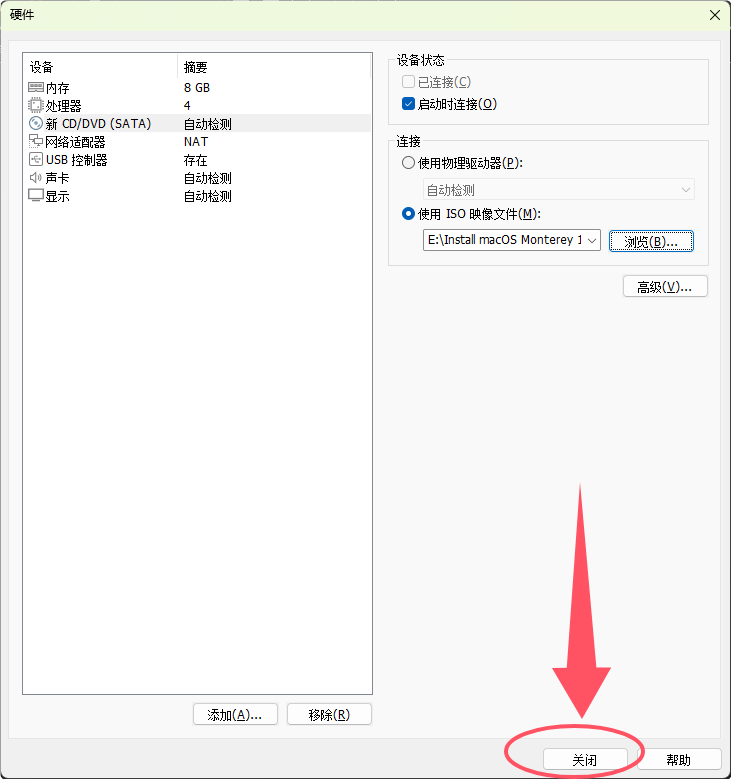 硬件
设备 摘要
内存 8 GB
处理器 4
新 CD/DVD (SATA) 自动检测
网络适配器 NAT
USB 控制器 存在
声卡 自动检测
显示 自动检测
添加(A)... 移除(R)
设备状态
已连接(C)
启动时连接(O)
连接
使用物理驱动器(P):
自动检测
使用 ISO 映像文件(M):
E:\Install macOS Monterey 1 浏览(B)...
高级(V)...
关闭 帮助